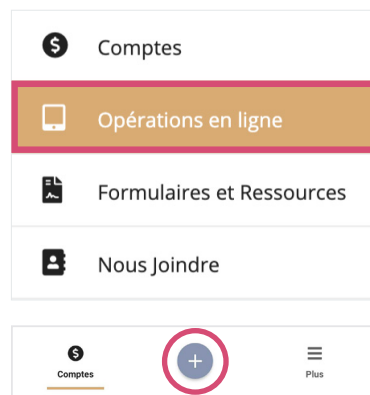 Comptes
Opérations en ligne
Formulaires et Ressources
Nous Joindre
Comptes
Plus